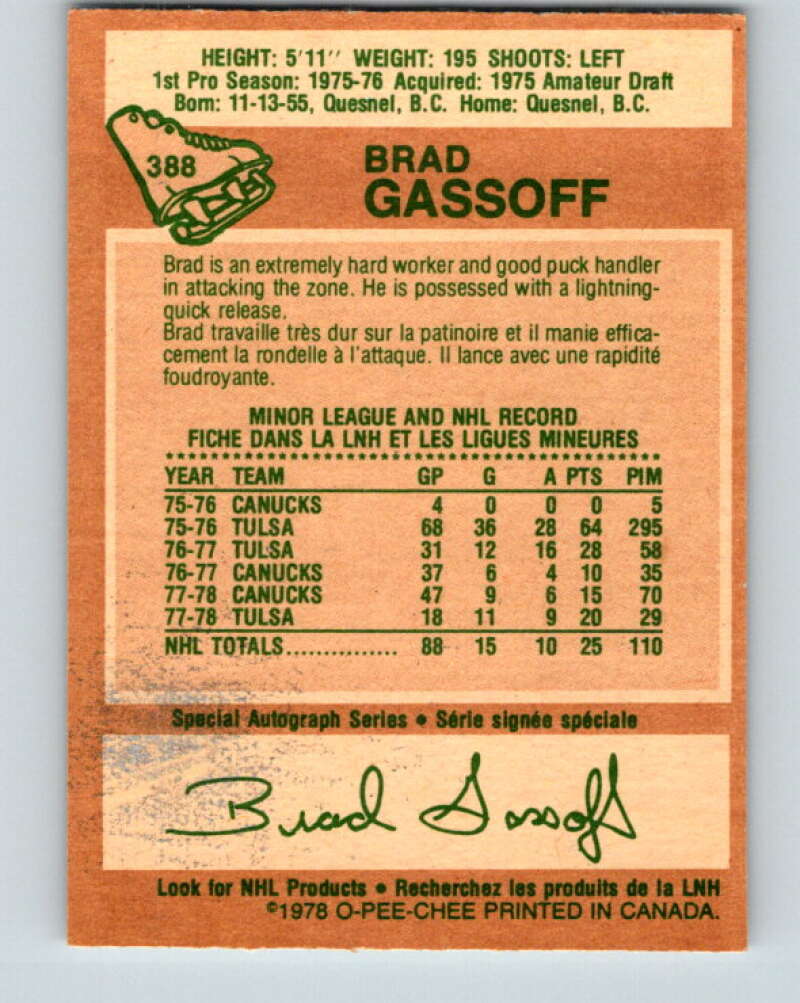 HEIGHT: 5'11" WEIGHT: 195 SHOOTS: LEFT
1st Pro Season: 1975-76 Acquired: 1975 Amateur Draft
Born: 11-13-55, Quesnel, B.C. Home: Quesnel, B.C.
388
BRAD
GASSOFF
Brad is an extremely hard worker and good puck handler
in attacking the zone. He is possessed with a lightning-
quick release.
Brad travaille très dur sur la patinoire et il manie effica-
cement la rondelle à l'attaque. Il lance avec une rapidité
foudroyante.
MINOR LEAGUE AND NHL RECORD
FICHE DANS LA LNH ET LES LIGUES MINEURES
YEAR TEAM GP G A PTS PIM
75-76 CANUCKS 4 0 0 0 5
75-76 TULSA 68 36 28 64 295
76-77 TULSA 31 12 16 28 58
76-77 CANUCKS 37 6 4 10 35
77-78 CANUCKS 47 9 6 15 70
77-78 TULSA 18 11 9 20 29
NHL TOTALS............... 88 15 10 25 110
Special Autograph Series • Série signée spéciale
Brad Gassoff
Look for NHL Products • Recherchez les produits de la LNH
©1978 O-PEE-CHEE PRINTED IN CANADA.